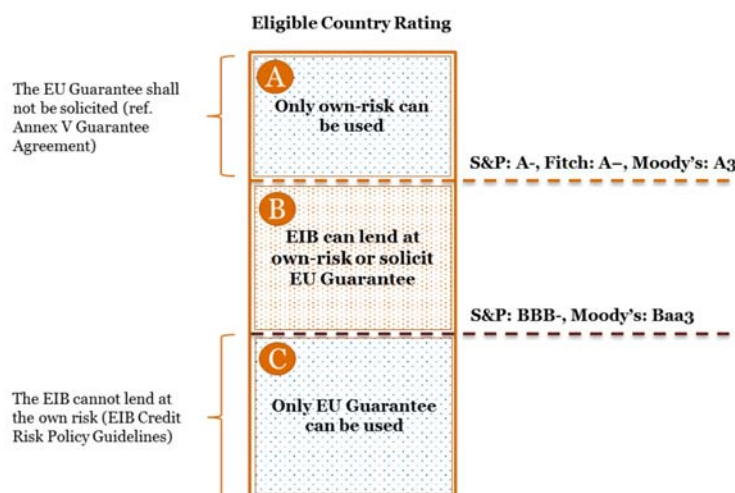 Eligible Country Rating
The EU Guarantee shall
not be solicited (ref.
Annex V Guarantee
Agreement)
A
Only own-risk can
be used
S&P: A-, Fitch: A–, Moody's: A3
B
EIB can lend at
own-risk or solicit
EU Guarantee
S&P: BBB-, Moody's: Baa3
C
The EIB cannot lend at
the own risk (EIB Credit
Risk Policy Guidelines)
Only EU Guarantee
can be used